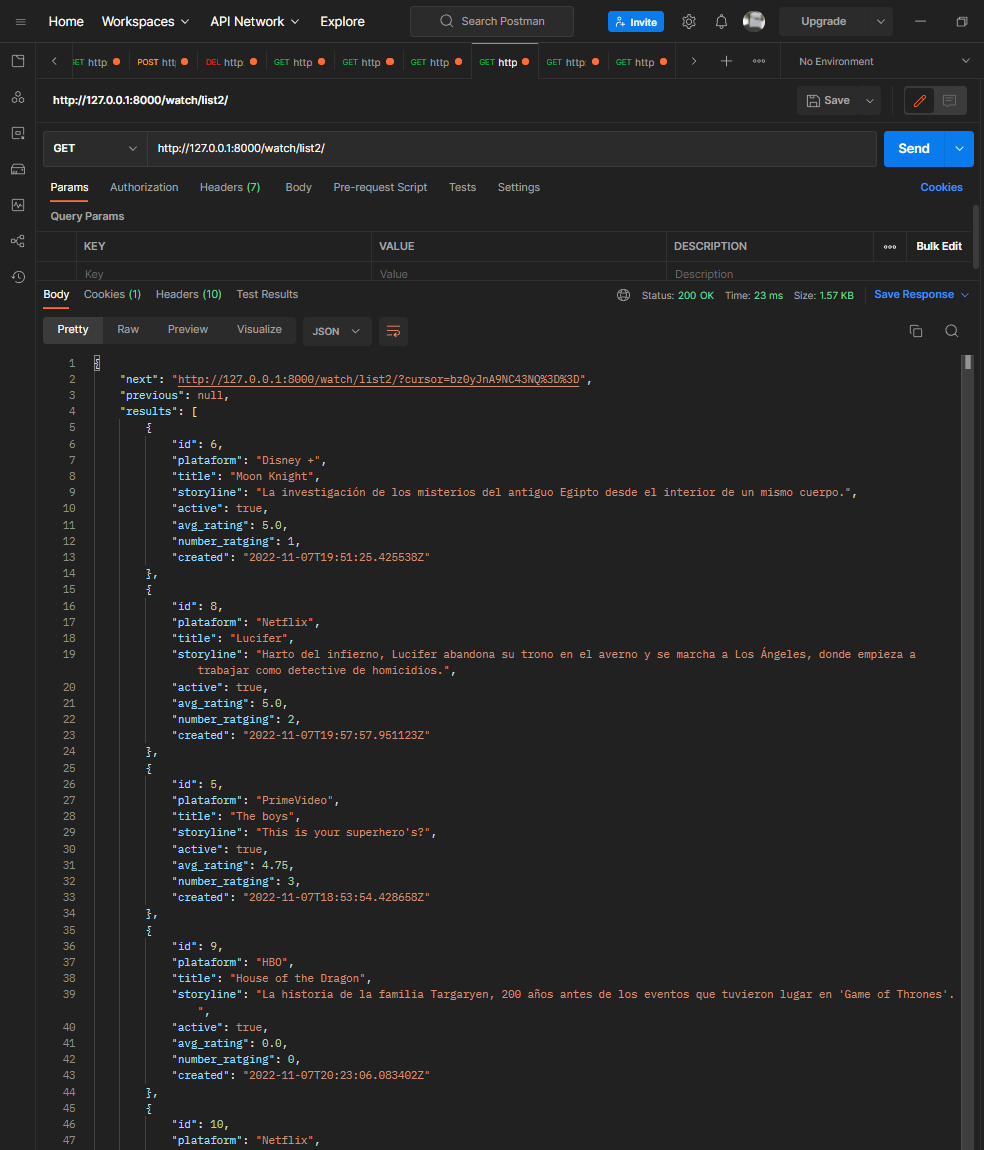 Home Workspaces API Network Explore Search Postman Invite Upgrade
GET http POST htt DEL http GET http GET http GET http GET http GET http GET http No Environment
http://127.0.0.1:8000/watch/list2/ Save
GET http://127.0.0.1:8000/watch/list2/ Send
Params Authorization Headers (7) Body Pre-request Script Tests Settings Cookies
Query Params
KEY VALUE DESCRIPTION Bulk Edit
Key Value Description
Body Cookies (1) Headers (10) Test Results Status: 200 OK Time: 23 ms Size: 1.57 KB Save Response
Pretty Raw Preview Visualize JSON
1 {
2 "next": "http://127.0.0.1:8000/watch/list2/?cursor=bz0yJnA9NC43NQ%3D%3D",
3 "previous": null,
4 "results": [
5 {
6 "id": 6,
7 "plataform": "Disney +",
8 "title": "Moon Knight",
9 "storyline": "La investigación de los misterios del antiguo Egipto desde el interior de un mismo cuerpo.",
10 "active": true,
11 "avg_rating": 5.0,
12 "number_ratging": 1,
13 "created": "2022-11-07T19:51:25.425538Z"
14 },
15 {
16 "id": 8,
17 "plataform": "Netflix",
18 "title": "Lucifer",
19 "storyline": "Harto del infierno, Lucifer abandona su trono en el averno y se marcha a Los Ángeles, donde empieza a
trabajar como detective de homicidios.",
20 "active": true,
21 "avg_rating": 5.0,
22 "number_ratging": 2,
23 "created": "2022-11-07T19:57:57.951123Z"
24 },
25 {
26 "id": 5,
27 "plataform": "PrimeVideo",
28 "title": "The boys",
29 "storyline": "This is your superhero's?",
30 "active": true,
31 "avg_rating": 4.75,
32 "number_ratging": 3,
33 "created": "2022-11-07T18:53:54.428658Z"
34 },
35 {
36 "id": 9,
37 "plataform": "HBO",
38 "title": "House of the Dragon",
39 "storyline": "La historia de la familia Targaryen, 200 años antes de los eventos que tuvieron lugar en 'Game of Thrones'.
",
40 "active": true,
41 "avg_rating": 0.0,
42 "number_ratging": 0,
43 "created": "2022-11-07T20:23:06.083402Z"
44 },
45 {
46 "id": 10,
47 "plataform": "Netflix",